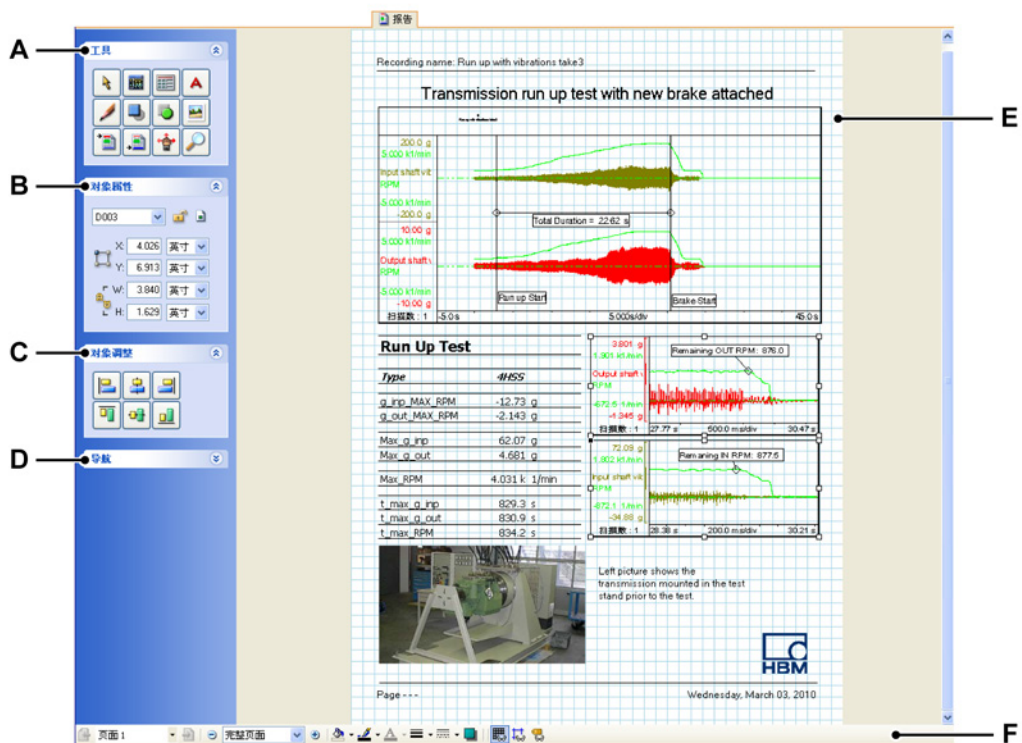 报告
A
工具
B
对象属性
D003
X: 4.026 英寸
Y: 6.913 英寸
W: 3.840 英寸
H: 1.629 英寸
C
对象调整
D
导航
E
Recording name: Run up with vibrations take3
Transmission run up test with new brake attached
200.0 g
5.000 k1/min
Input shaft vit
RPM
-5.000 k1/min
-200.0 g
Total Duration = 22.62 s
10.00 g
5.000 k1/min
Output shaft v
RPM
-5.000 k1/min
-10.00 g
Run up Start
Brake Start
扫描数 : 1 -5.0 s 5.000s/div 45.0 s
Run Up Test
Type 4HSS
g_inp_MAX_RPM -12.73 g
g_out_MAX_RPM -2.143 g
Max_g_inp 62.07 g
Max_g_out 4.681 g
Max_RPM 4.031 k 1/min
t_max_g_inp 829.3 s
t_max_g_out 830.9 s
t_max_RPM 834.2 s
3.801 g
1.801 k1/min
Output shaft v
RPM
-672.5 1/min
-1.345 g
Remaining OUT RPM: 876.0
扫描数 : 1 27.77 s 500.0 ms/div 30.47 s
72.09 g
1.802 k1/min
Input shaft vit
RPM
-672.1 1/min
-34.88 g
Remaining IN RPM: 877.5
扫描数 : 1 28.38 s 200.0 ms/div 30.21 s
Left picture shows the
transmission mounted in the test
stand prior to the test.
HBM
Page ---
Wednesday, March 03, 2010
页面 1
完整页面
F